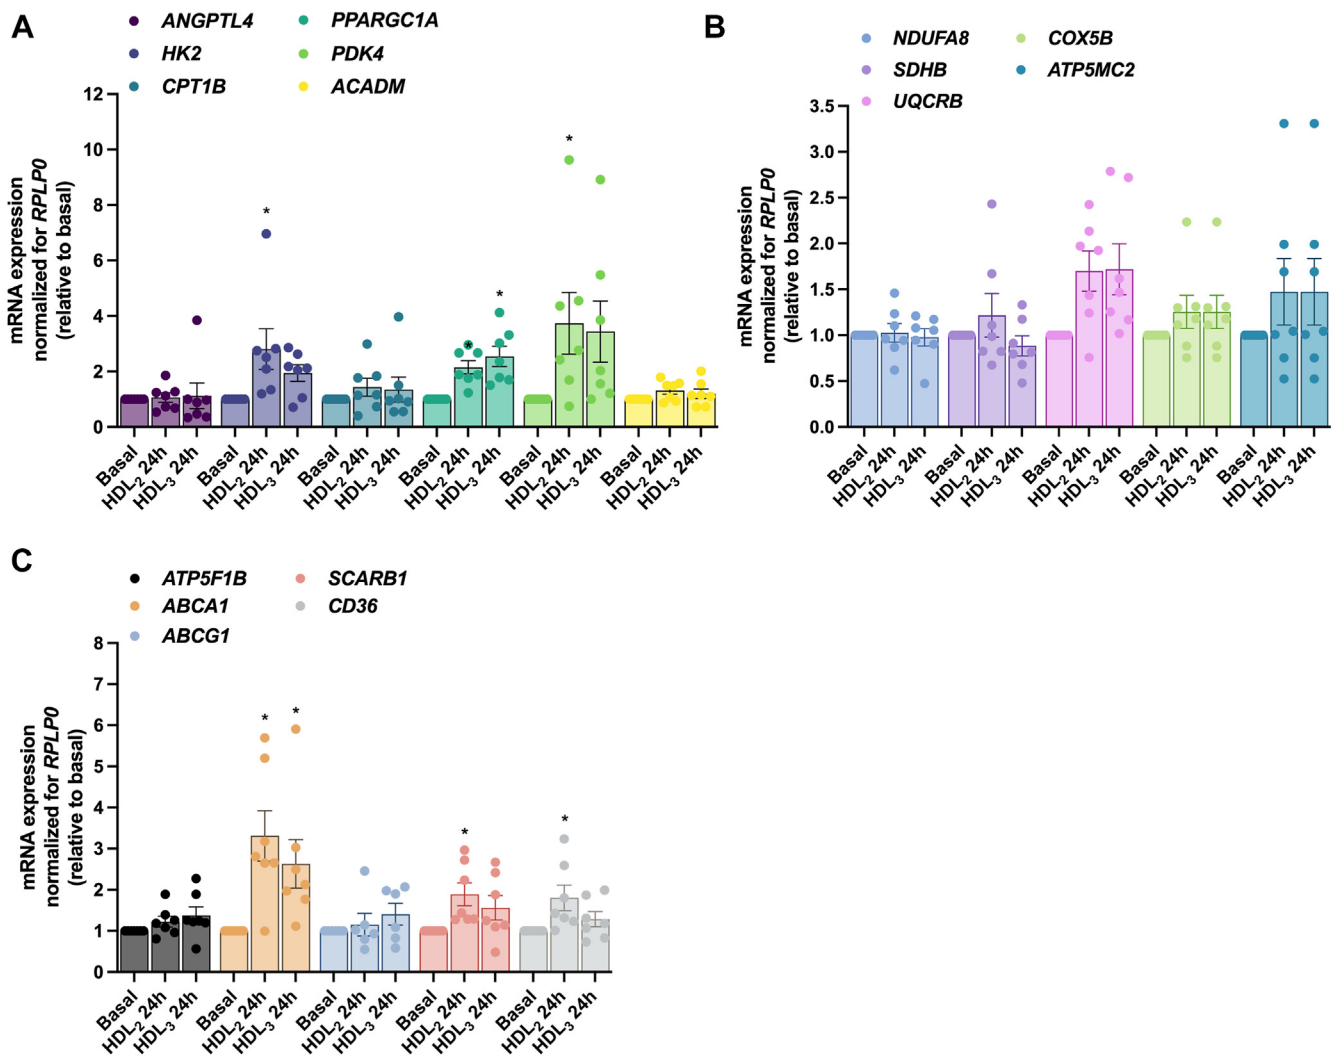 A
ANGPTL4
HK2
CPT1B
PPARGC1A
PDK4
ACADM
mRNA expression
normalized for RPLP0
(relative to basal)
12
10
8
6
4
2
0
*
*
*
*
*
Basal
HDL2 24h
HDL3 24h
Basal
HDL2 24h
HDL3 24h
Basal
HDL2 24h
HDL3 24h
Basal
HDL2 24h
HDL3 24h
Basal
HDL2 24h
HDL3 24h
Basal
HDL2 24h
HDL3 24h
B
NDUFA8
SDHB
UQCRB
COX5B
ATP5MC2
mRNA expression
normalized for RPLP0
(relative to basal)
3.5
3.0
2.5
2.0
1.5
1.0
0.5
0.0
Basal
HDL2 24h
HDL3 24h
Basal
HDL2 24h
HDL3 24h
Basal
HDL2 24h
HDL3 24h
Basal
HDL2 24h
HDL3 24h
Basal
HDL2 24h
HDL3 24h
C
ATP5F1B
ABCA1
ABCG1
SCARB1
CD36
mRNA expression
normalized for RPLP0
(relative to basal)
8
7
6
5
4
3
2
1
0
*
*
*
*
Basal
HDL2 24h
HDL3 24h
Basal
HDL2 24h
HDL3 24h
Basal
HDL2 24h
HDL3 24h
Basal
HDL2 24h
HDL3 24h
Basal
HDL2 24h
HDL3 24h